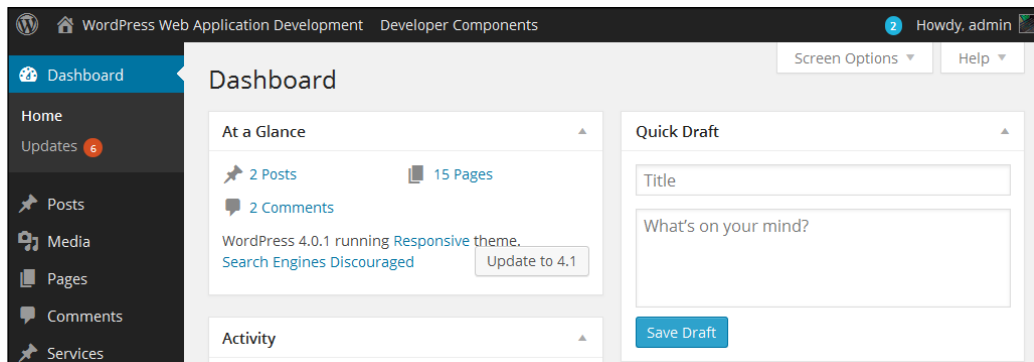 WordPress Web Application Development Developer Components 2 Howdy, admin
Screen Options Help
Dashboard
Home
Updates 6
Posts
Media
Pages
Comments
Services
Dashboard
At a Glance
2 Posts 15 Pages
2 Comments
WordPress 4.0.1 running Responsive theme.
Search Engines Discouraged Update to 4.1
Activity
Quick Draft
Title
What's on your mind?
Save Draft